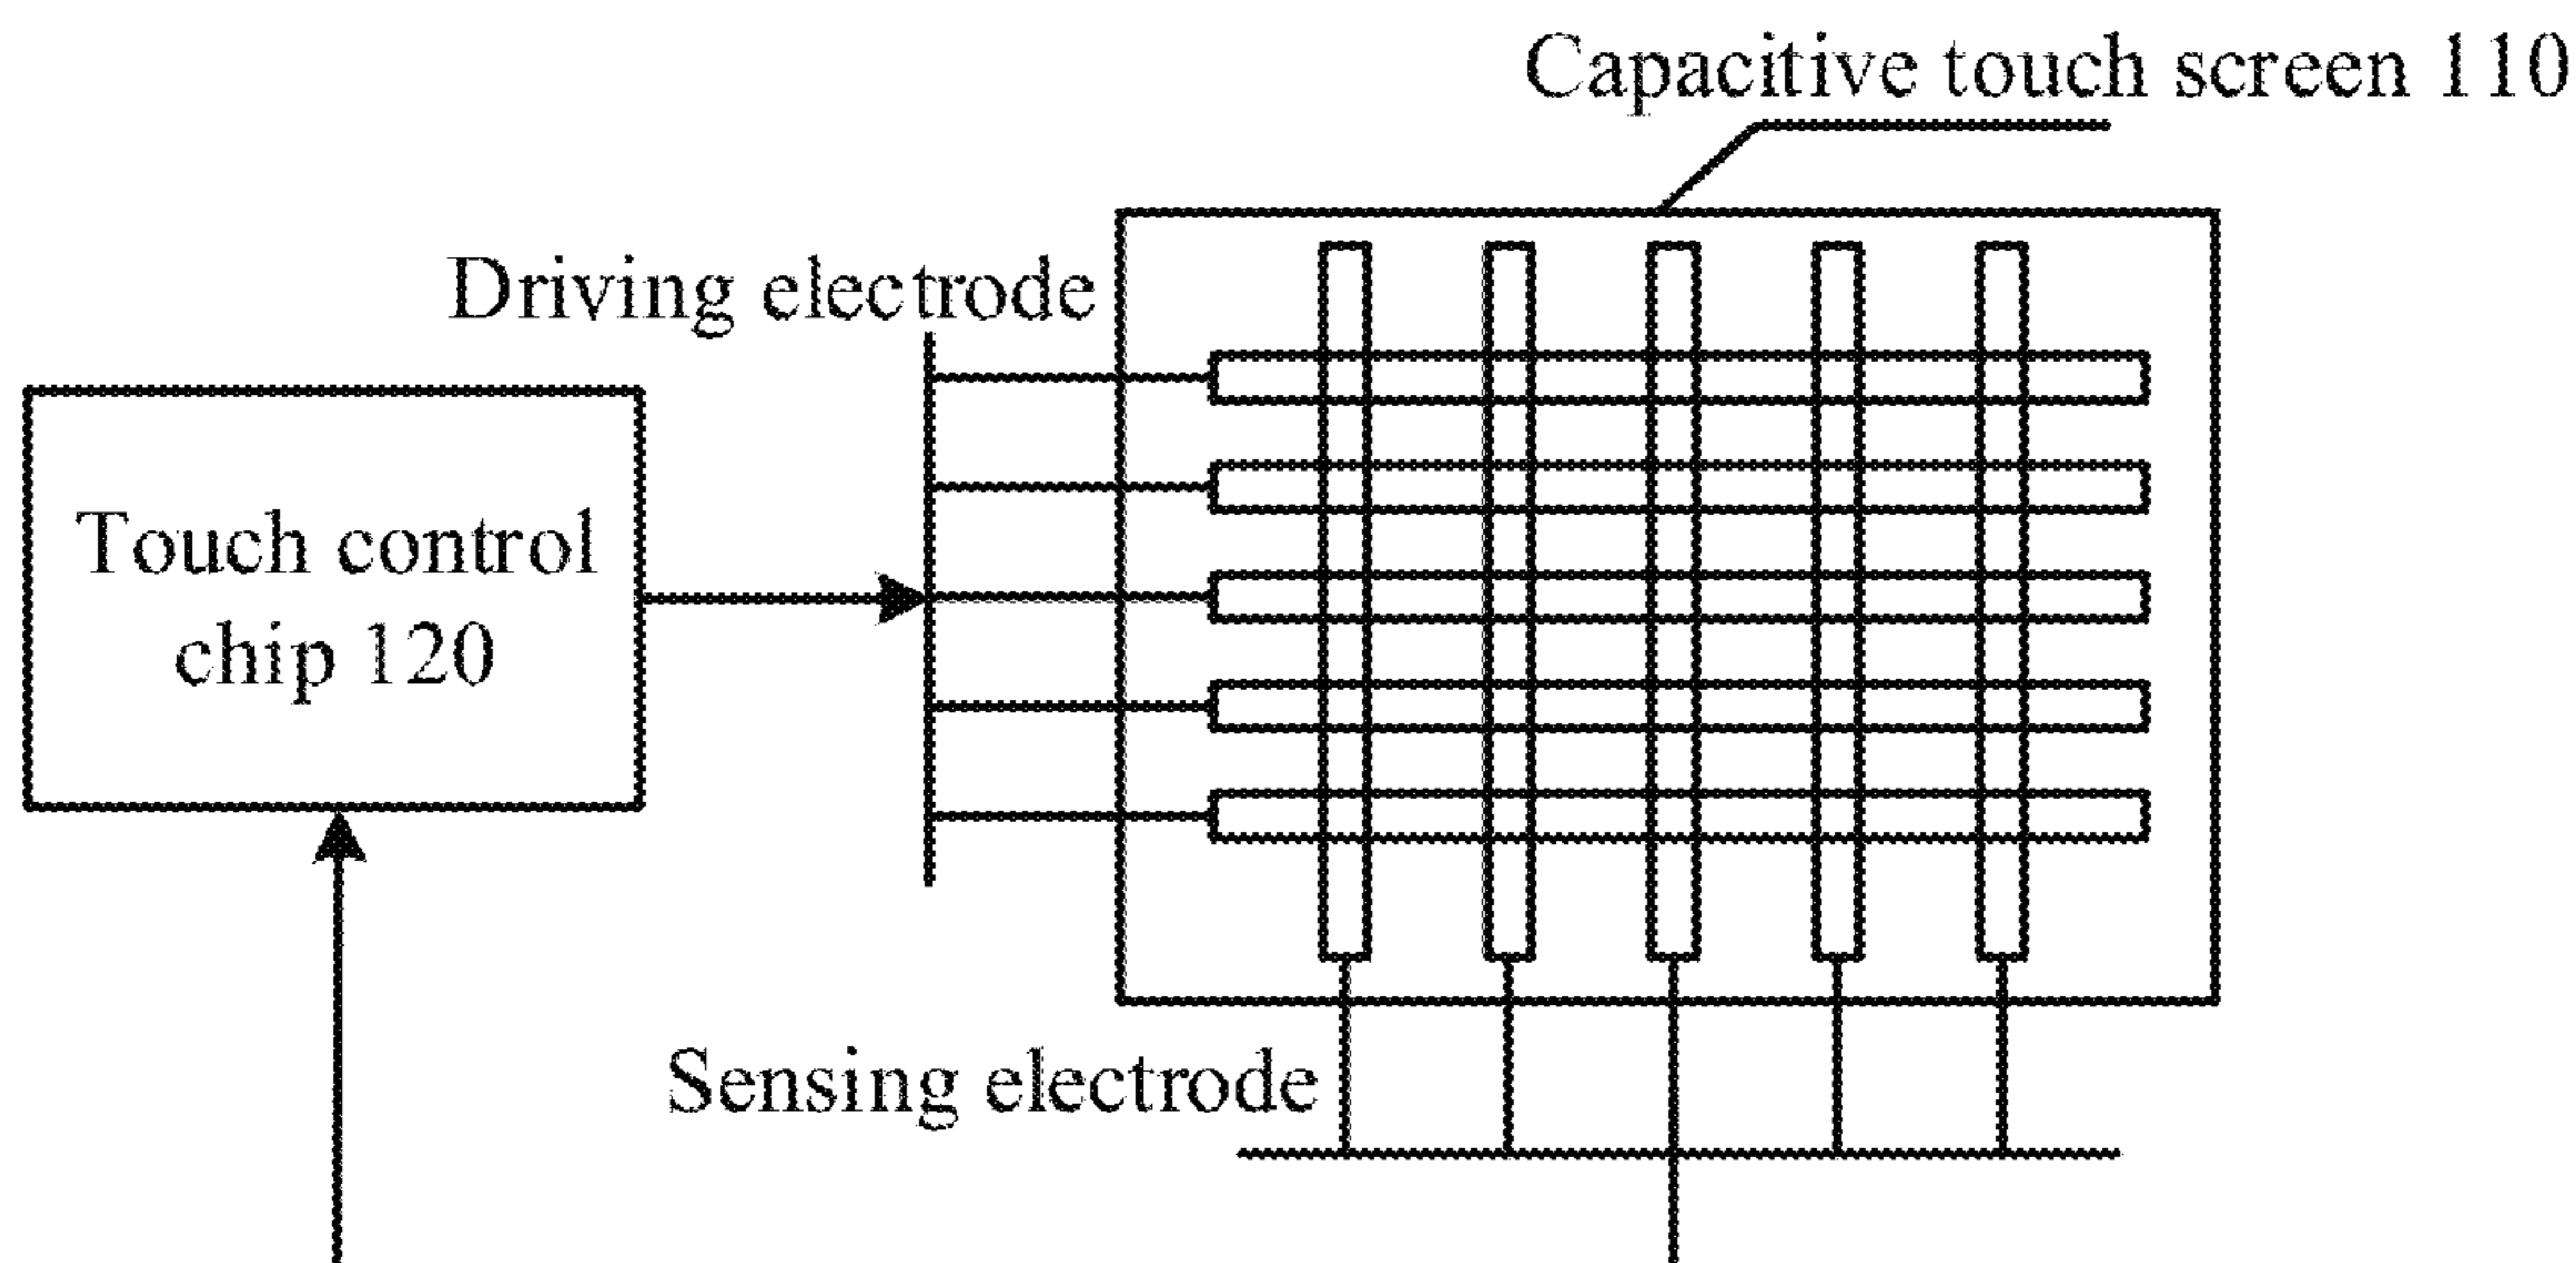 Capacitive touch screen 110
Driving electrode
Touch control
chip 120
Sensing electrode